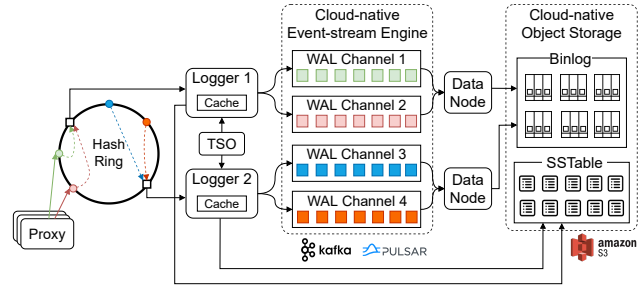 Cloud-native
Event-stream Engine
Cloud-native
Object Storage
Logger 1
Cache
WAL Channel 1
WAL Channel 2
Data
Node
Binlog
Hash
Ring
TSO
WAL Channel 3
WAL Channel 4
Logger 2
Cache
Data
Node
SSTable
Proxy
kafka
PULSAR
amazon
S3